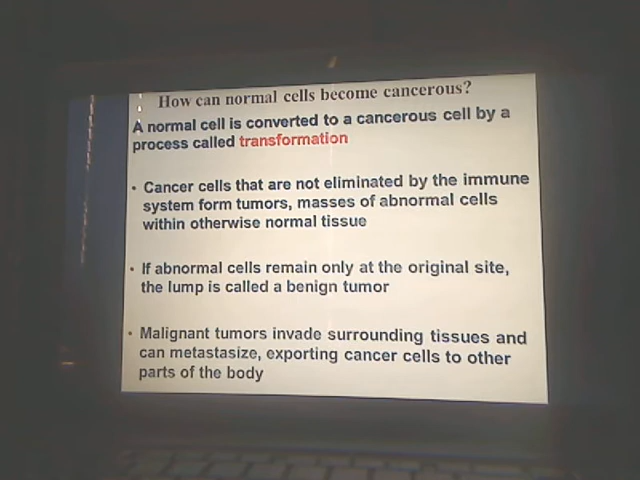 How can normal cells become cancerous?
A normal cell is converted to a cancerous cell by a
process called transformation
• Cancer cells that are not eliminated by the immune
system form tumors, masses of abnormal cells
within otherwise normal tissue
• If abnormal cells remain only at the original site,
the lump is called a benign tumor
• Malignant tumors invade surrounding tissues and
can metastasize, exporting cancer cells to other
parts of the body